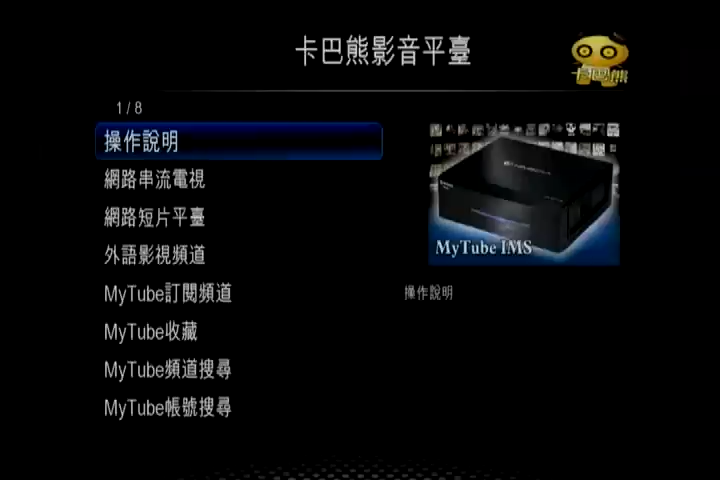 卡巴熊影音平臺
卡巴熊
1 / 8
操作說明
網路串流電視
網路短片平臺
外語影視頻道
MyTube訂閱頻道
MyTube收藏
MyTube頻道搜尋
MyTube帳號搜尋
MyTube IMS
操作說明